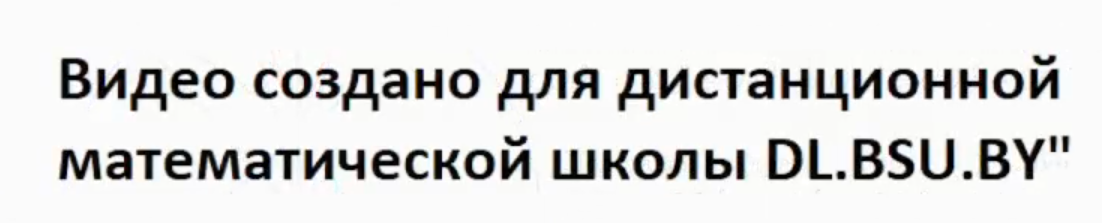 Видео создано для дистанционной
математической школы DL.BSU.BY"